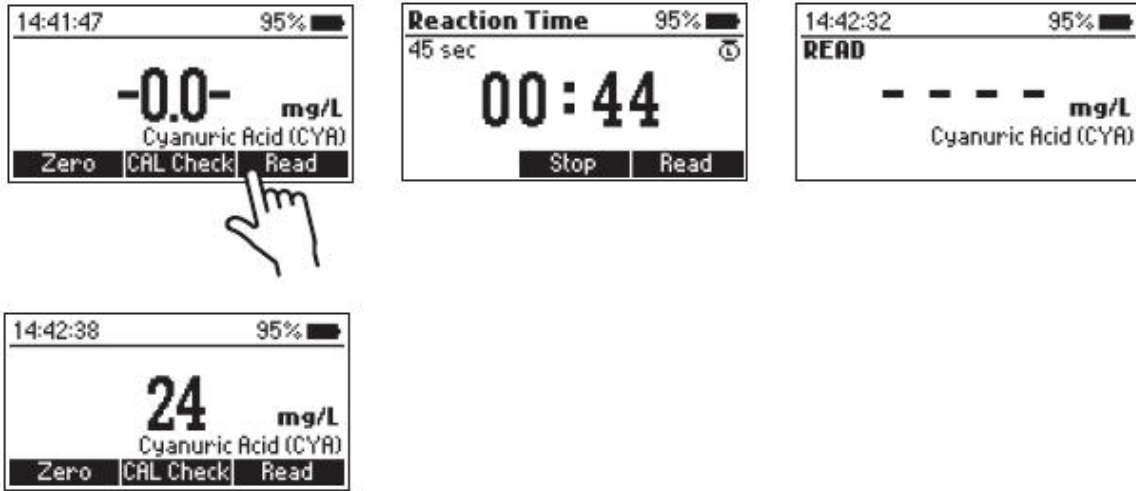 14:41:47 95%
-0.0- mg/L
Cyanuric Acid (CYA)
Zero CAL Check Read
Reaction Time 95%
45 sec
00:44
Stop Read
14:42:32 95%
READ
- - - - mg/L
Cyanuric Acid (CYA)
14:42:38 95%
24 mg/L
Cyanuric Acid (CYA)
Zero CAL Check Read